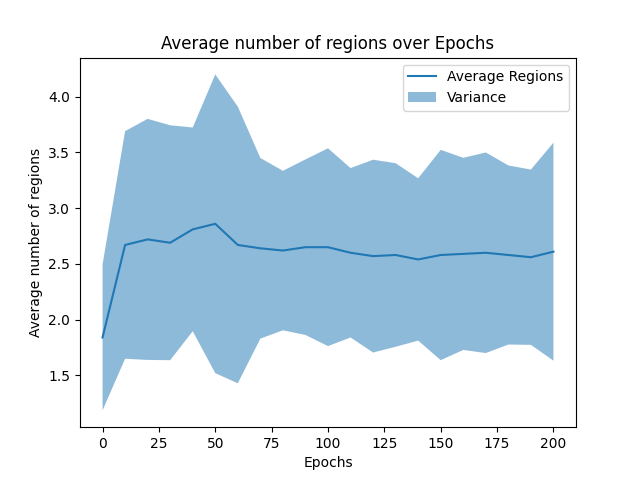 Average number of regions over Epochs
Average Regions
Variance
Average number of regions
4.0
3.5
3.0
2.5
2.0
1.5
0 25 50 75 100 125 150 175 200
Epochs